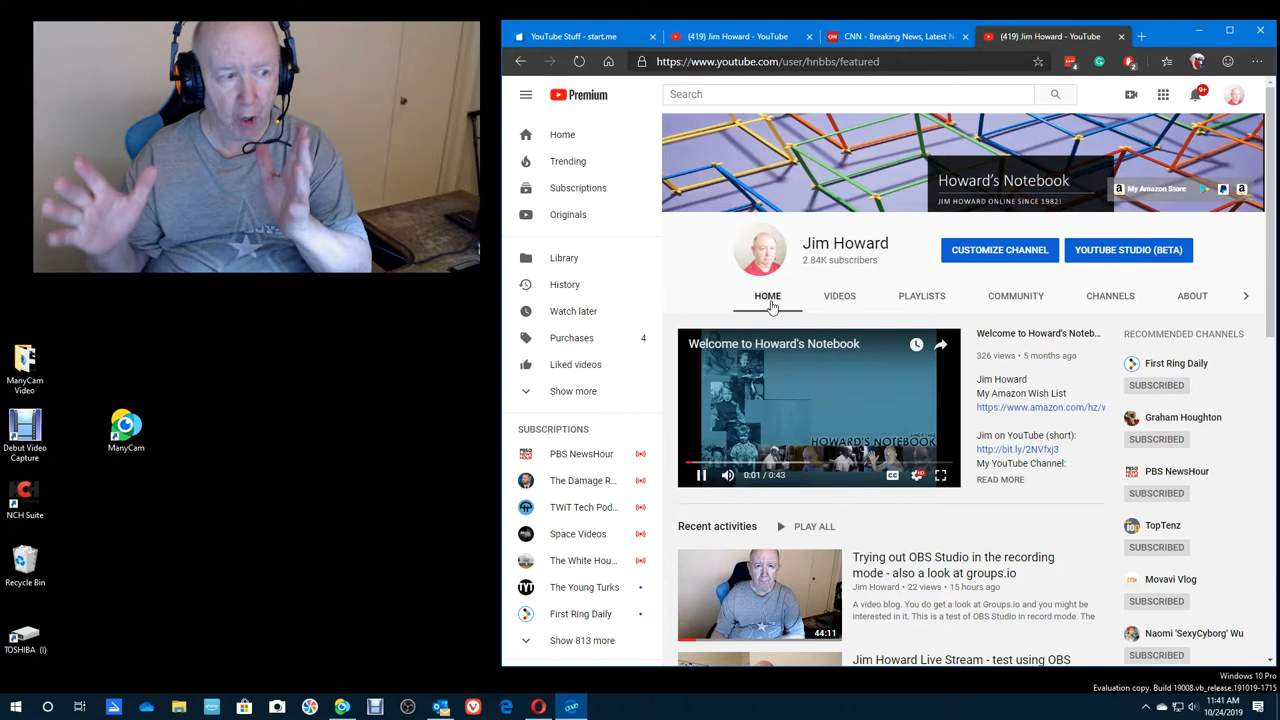 YouTube Stuff - start.me
(419) Jim Howard - YouTube
CNN - Breaking News, Latest N
(419) Jim Howard - YouTube
https://www.youtube.com/user/hnbbs/featured
4
2
Premium
Search
9+
Home
Trending
Subscriptions
Originals
Library
History
Watch later
Purchases 4
Liked videos
Show more
SUBSCRIPTIONS
PBS NewsHour
The Damage R...
TWiT Tech Pod...
Space Videos
The White Hou...
The Young Turks
First Ring Daily
Show 813 more
Howard's Notebook
JIM HOWARD ONLINE SINCE 1982!
My Amazon Store
Jim Howard
2.84K subscribers
CUSTOMIZE CHANNEL
YOUTUBE STUDIO (BETA)
HOME
VIDEOS
PLAYLISTS
COMMUNITY
CHANNELS
ABOUT
Welcome to Howard's Notebook
SINCE 1982
HOWARD'S NOTEBOOK
0:01 / 0:43
Welcome to Howard's Noteb...
326 views • 5 months ago
Jim Howard
My Amazon Wish List
https://www.amazon.com/hz/w
Jim on YouTube (short):
http://bit.ly/2NVfxj3
My YouTube Channel:
READ MORE
Recent activities
PLAY ALL
44:11
Trying out OBS Studio in the recording
mode - also a look at groups.io
Jim Howard • 22 views • 15 hours ago
A video blog. You do get a look at Groups.io and you might be
interested in it. This is a test of OBS Studio in record mode. The
Jim Howard Live Stream - test using OBS
RECOMMENDED CHANNELS
First Ring Daily
SUBSCRIBED
Graham Houghton
SUBSCRIBED
PBS NewsHour
SUBSCRIBED
TopTenz
SUBSCRIBED
Movavi Vlog
SUBSCRIBED
Naomi 'SexyCyborg' Wu
SUBSCRIBED
ManyCam
Video
Debut Video
Capture
ManyCam
NCH Suite
Recycle Bin
TOSHIBA (I)
Windows 10 Pro
Evaluation copy. Build 19008.vb_release.191019-1715
11:41 AM
10/24/2019